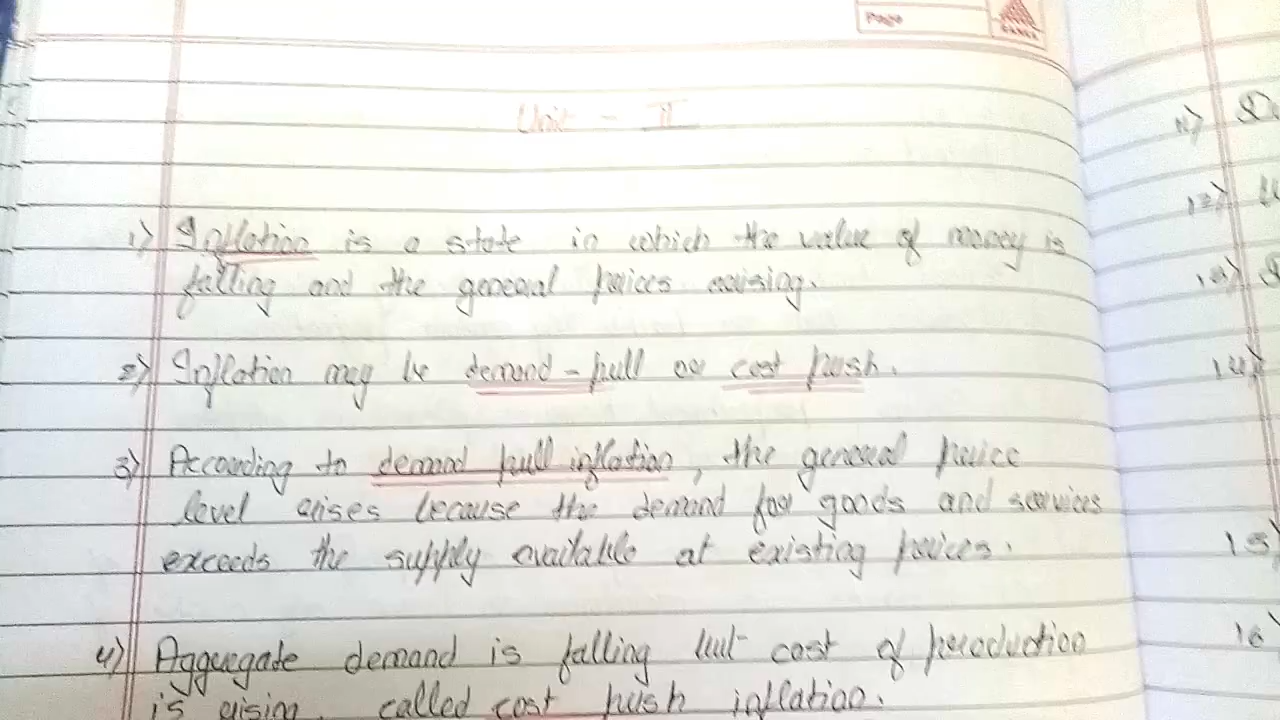 Page
Unit - II
1) Inflation is a state in which the value of money is
falling and the general prices rising.
2) Inflation may be demand-pull or cost push.
3) According to demand pull inflation, the general price
level rises because the demand for goods and services
exceeds the supply available at existing prices.
4) Aggregate demand is falling but cost of production
is rising, called cost push inflation.
11)
12)
13)
14)
15)
16)